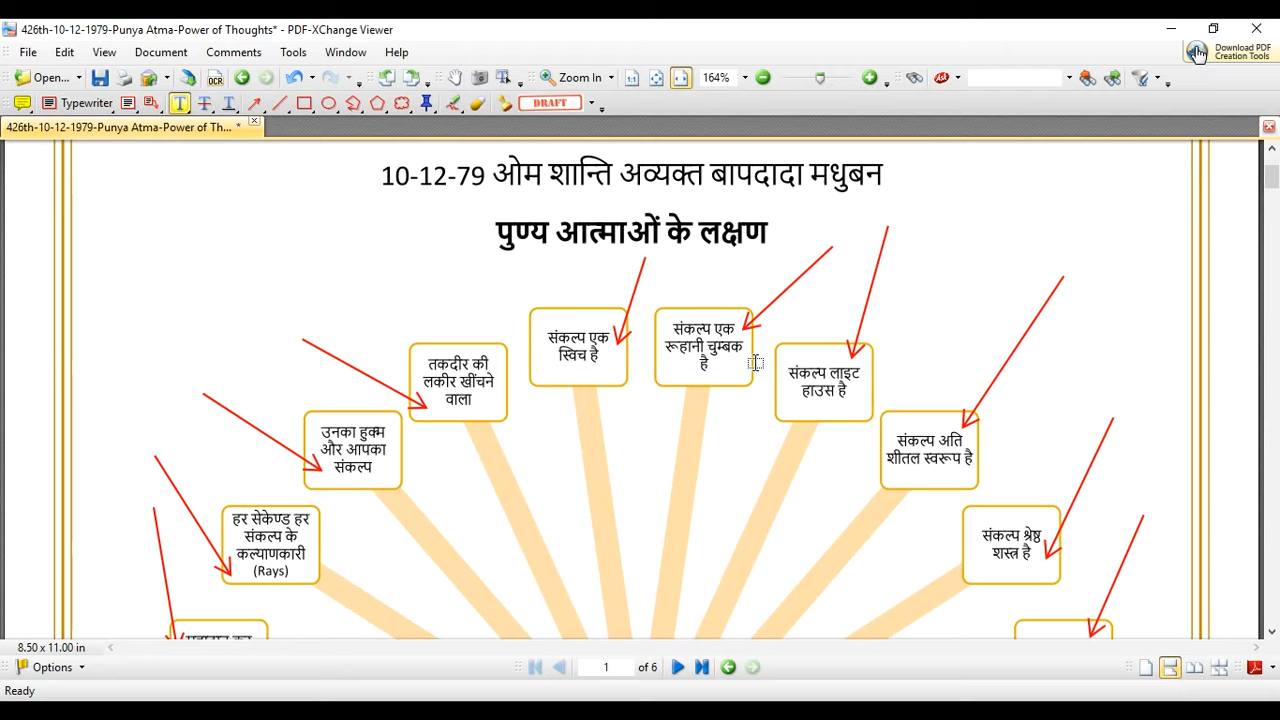 426th-10-12-1979-Punya Atma-Power of Thoughts* - PDF-XChange Viewer
Download PDF
Creation Tools
File Edit View Document Comments Tools Window Help
Open... OCR Zoom In 164%
Typewriter T T T DRAFT
426th-10-12-1979-Punya Atma-Power of Th... *
10-12-79 ओम शान्ति अव्यक्त बापदादा मधुबन
पुण्य आत्माओं के लक्षण
संकल्प एक
स्विच है
संकल्प एक
रूहानी चुम्बक
है
तकदीर की
लकीर खींचने
वाला
संकल्प लाइट
हाउस है
उनका हुक्म
और आपका
संकल्प
संकल्प अति
शीतल स्वरूप है
हर सेकेण्ड हर
संकल्प के
कल्याणकारी
(Rays)
संकल्प श्रेष्ठ
शस्त्र है
8.50 x 11.00 in
Options 1 of 6
Ready